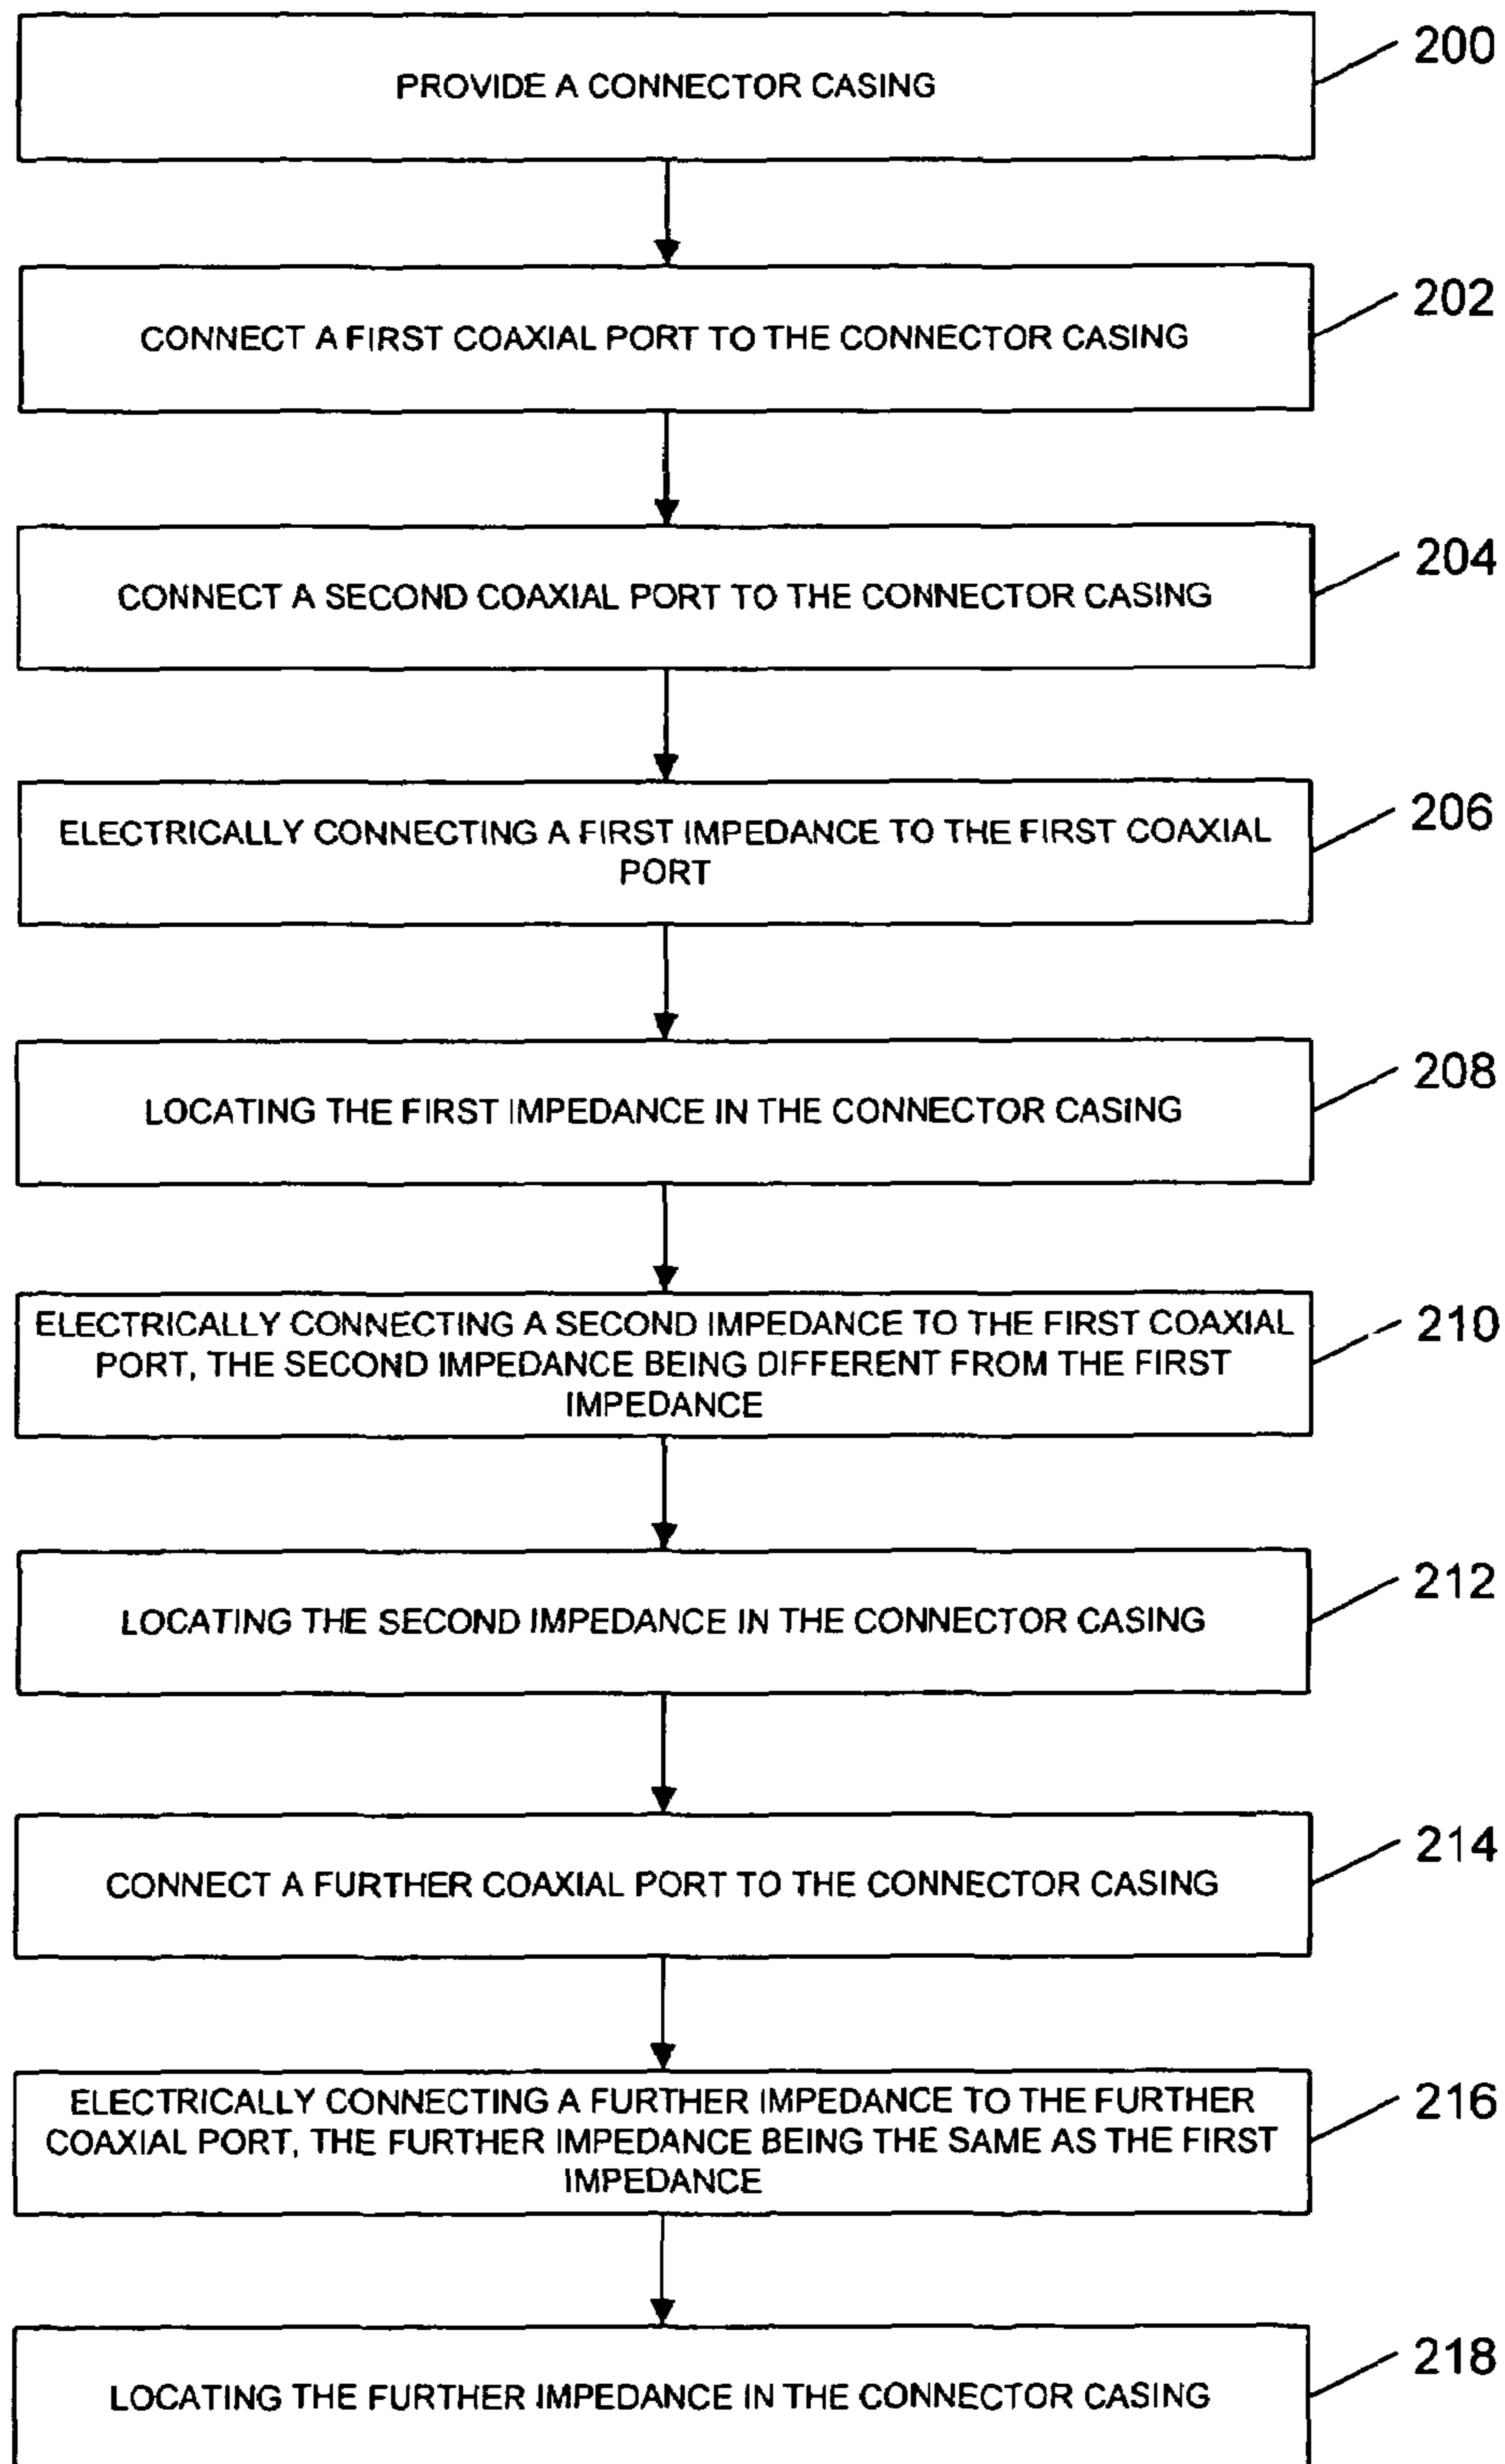 PROVIDE A CONNECTOR CASING
200
CONNECT A FIRST COAXIAL PORT TO THE CONNECTOR CASING
202
CONNECT A SECOND COAXIAL PORT TO THE CONNECTOR CASING
204
ELECTRICALLY CONNECTING A FIRST IMPEDANCE TO THE FIRST COAXIAL
PORT
206
LOCATING THE FIRST IMPEDANCE IN THE CONNECTOR CASING
208
ELECTRICALLY CONNECTING A SECOND IMPEDANCE TO THE FIRST COAXIAL
PORT, THE SECOND IMPEDANCE BEING DIFFERENT FROM THE FIRST
IMPEDANCE
210
LOCATING THE SECOND IMPEDANCE IN THE CONNECTOR CASING
212
CONNECT A FURTHER COAXIAL PORT TO THE CONNECTOR CASING
214
ELECTRICALLY CONNECTING A FURTHER IMPEDANCE TO THE FURTHER
COAXIAL PORT, THE FURTHER IMPEDANCE BEING THE SAME AS THE FIRST
IMPEDANCE
216
LOCATING THE FURTHER IMPEDANCE IN THE CONNECTOR CASING
218